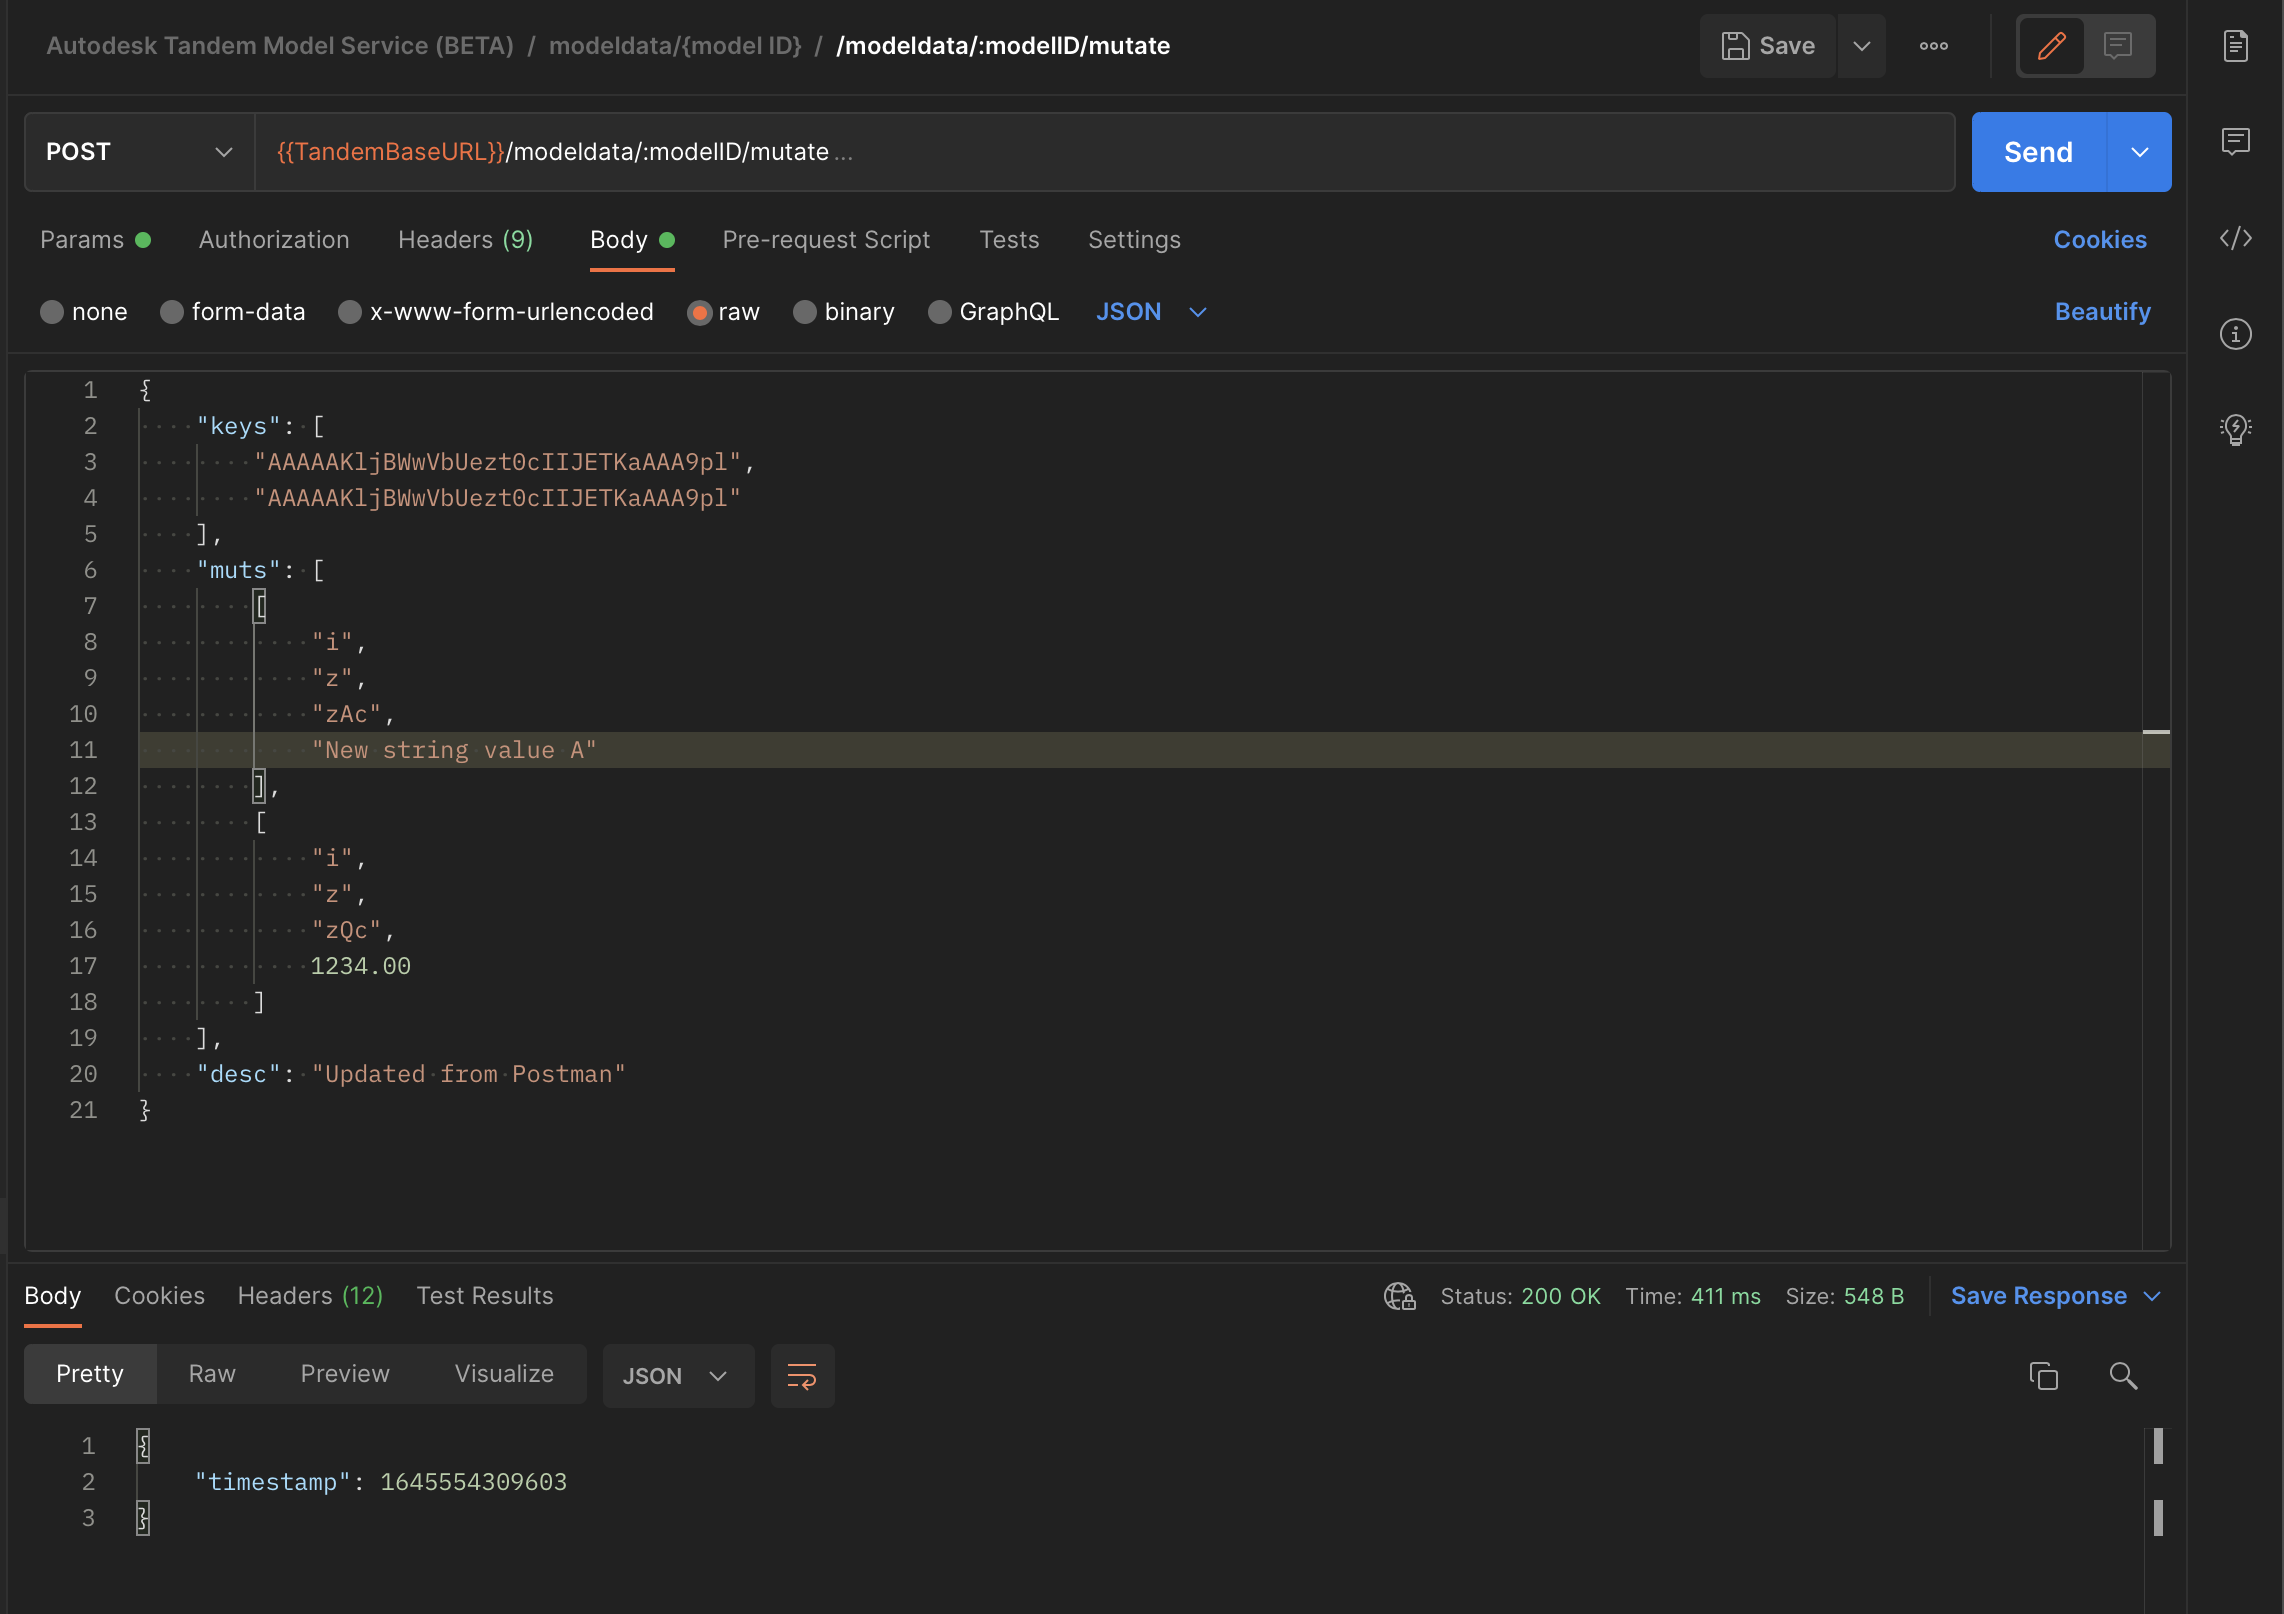 Autodesk Tandem Model Service (BETA) / modeldata/{model ID} / /modeldata/:modelID/mutate
Save
POST
{{TandemBaseURL}}/modeldata/:modelID/mutate ...
Send
Params
Authorization
Headers (9)
Body
Pre-request Script
Tests
Settings
Cookies
none
form-data
x-www-form-urlencoded
raw
binary
GraphQL
JSON
Beautify
1 {
2 "keys": [
3 "AAAAAKljBWwVbUezt0cIIJETKaAAA9pl",
4 "AAAAAKljBWwVbUezt0cIIJETKaAAA9pl"
5 ],
6 "muts": [
7 [
8 "i",
9 "z",
10 "zAc",
11 "New string value A"
12 ],
13 [
14 "i",
15 "z",
16 "zQc",
17 1234.00
18 ]
19 ],
20 "desc": "Updated from Postman"
21 }
Body
Cookies
Headers (12)
Test Results
Status: 200 OK
Time: 411 ms
Size: 548 B
Save Response
Pretty
Raw
Preview
Visualize
JSON
1 {
2 "timestamp": 1645554309603
3 }